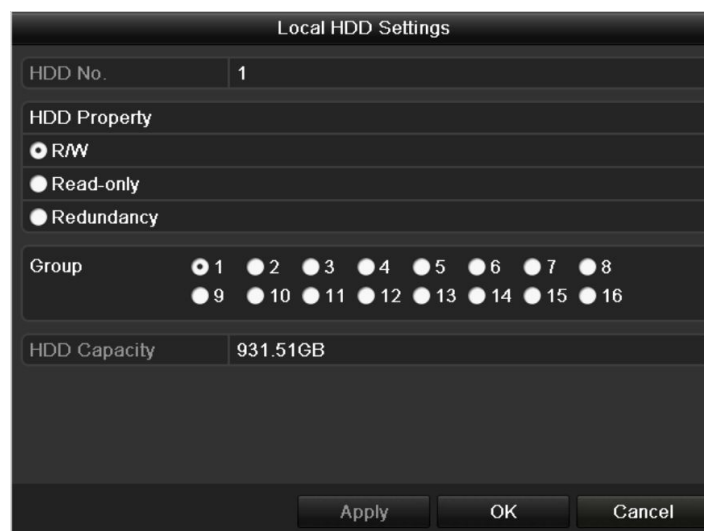 Local HDD Settings
HDD No. 1
HDD Property
R/W
Read-only
Redundancy
Group 1 2 3 4 5 6 7 8
9 10 11 12 13 14 15 16
HDD Capacity 931.51GB
Apply OK Cancel